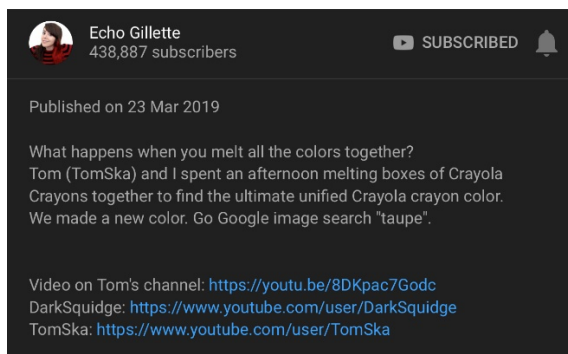 Echo Gillette
438,887 subscribers
SUBSCRIBED
Published on 23 Mar 2019
What happens when you melt all the colors together?
Tom (TomSka) and I spent an afternoon melting boxes of Crayola
Crayons together to find the ultimate unified Crayola crayon color.
We made a new color. Go Google image search "taupe".
Video on Tom's channel: https://youtu.be/8DKpac7Godc
DarkSquidge: https://www.youtube.com/user/DarkSquidge
TomSka: https://www.youtube.com/user/TomSka